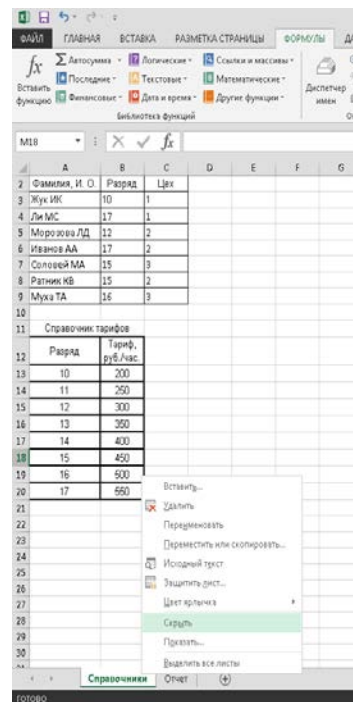 ФАЙЛ ГЛАВНАЯ ВСТАВКА РАЗМЕТКА СТРАНИЦЫ ФОРМУЛЫ
fx Вставить функцию
Σ Автосумма Логические Ссылки и массивы
Последние Текстовые Математические
Финансовые Дата и время Другие функции
Диспетчер имен
Библиотека функций
M18 fx
A B C D E F
2 Фамилия, И. О. Разряд Цех
3 Жук ИК 10 1
4 Ли МС 17 1
5 Морозова ЛД 12 2
6 Иванов АА 17 2
7 Соловей МА 15 3
8 Ратник КВ 15 2
9 Муха ТА 16 3
10
11 Справочник тарифов
12 Разряд Тариф, руб./час.
13 10 200
14 11 250
15 12 300
16 13 350
17 14 400
18 15 450
19 16 500
20 17 550
21
22
23
24
25
26
27
28
29
30
Вставить...
Удалить
Переименовать
Переместить или скопировать...
Исходный текст
Защитить лист...
Цвет ярлычка
Скрыть
Показать...
Выделить все листы
Справочники Отчет
ГОТОВО